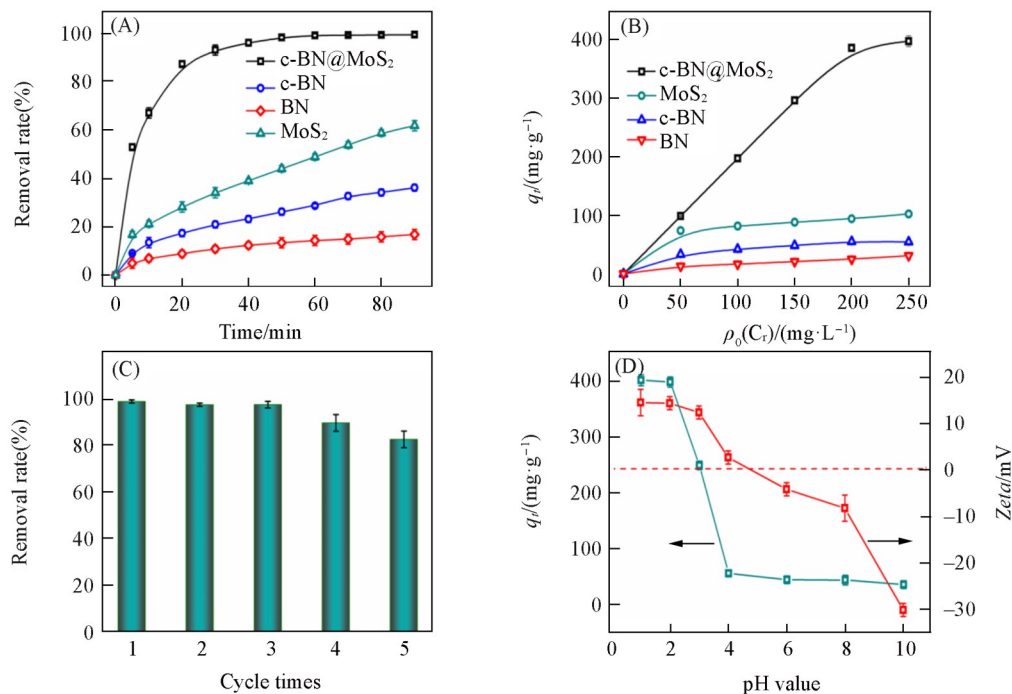 (A)
100
80
60
40
20
0
Removal rate(%)
c-BN@MoS₂
c-BN
BN
MoS₂
0 20 40 60 80
Time/min
(B)
400
300
200
100
0
qₜ/(mg·g⁻¹)
c-BN@MoS₂
MoS₂
c-BN
BN
0 50 100 150 200 250
ρ₀(Cᵣ)/(mg·L⁻¹)
(C)
100
80
60
40
80
0
Removal rate(%)
1 2 3 4 5
Cycle times
(D)
400
300
200
400
0
qₜ/(mg·g⁻¹)
20
10
0
−10
−20
−30
Zeta/mV
0 2 4 6 8 10
pH value